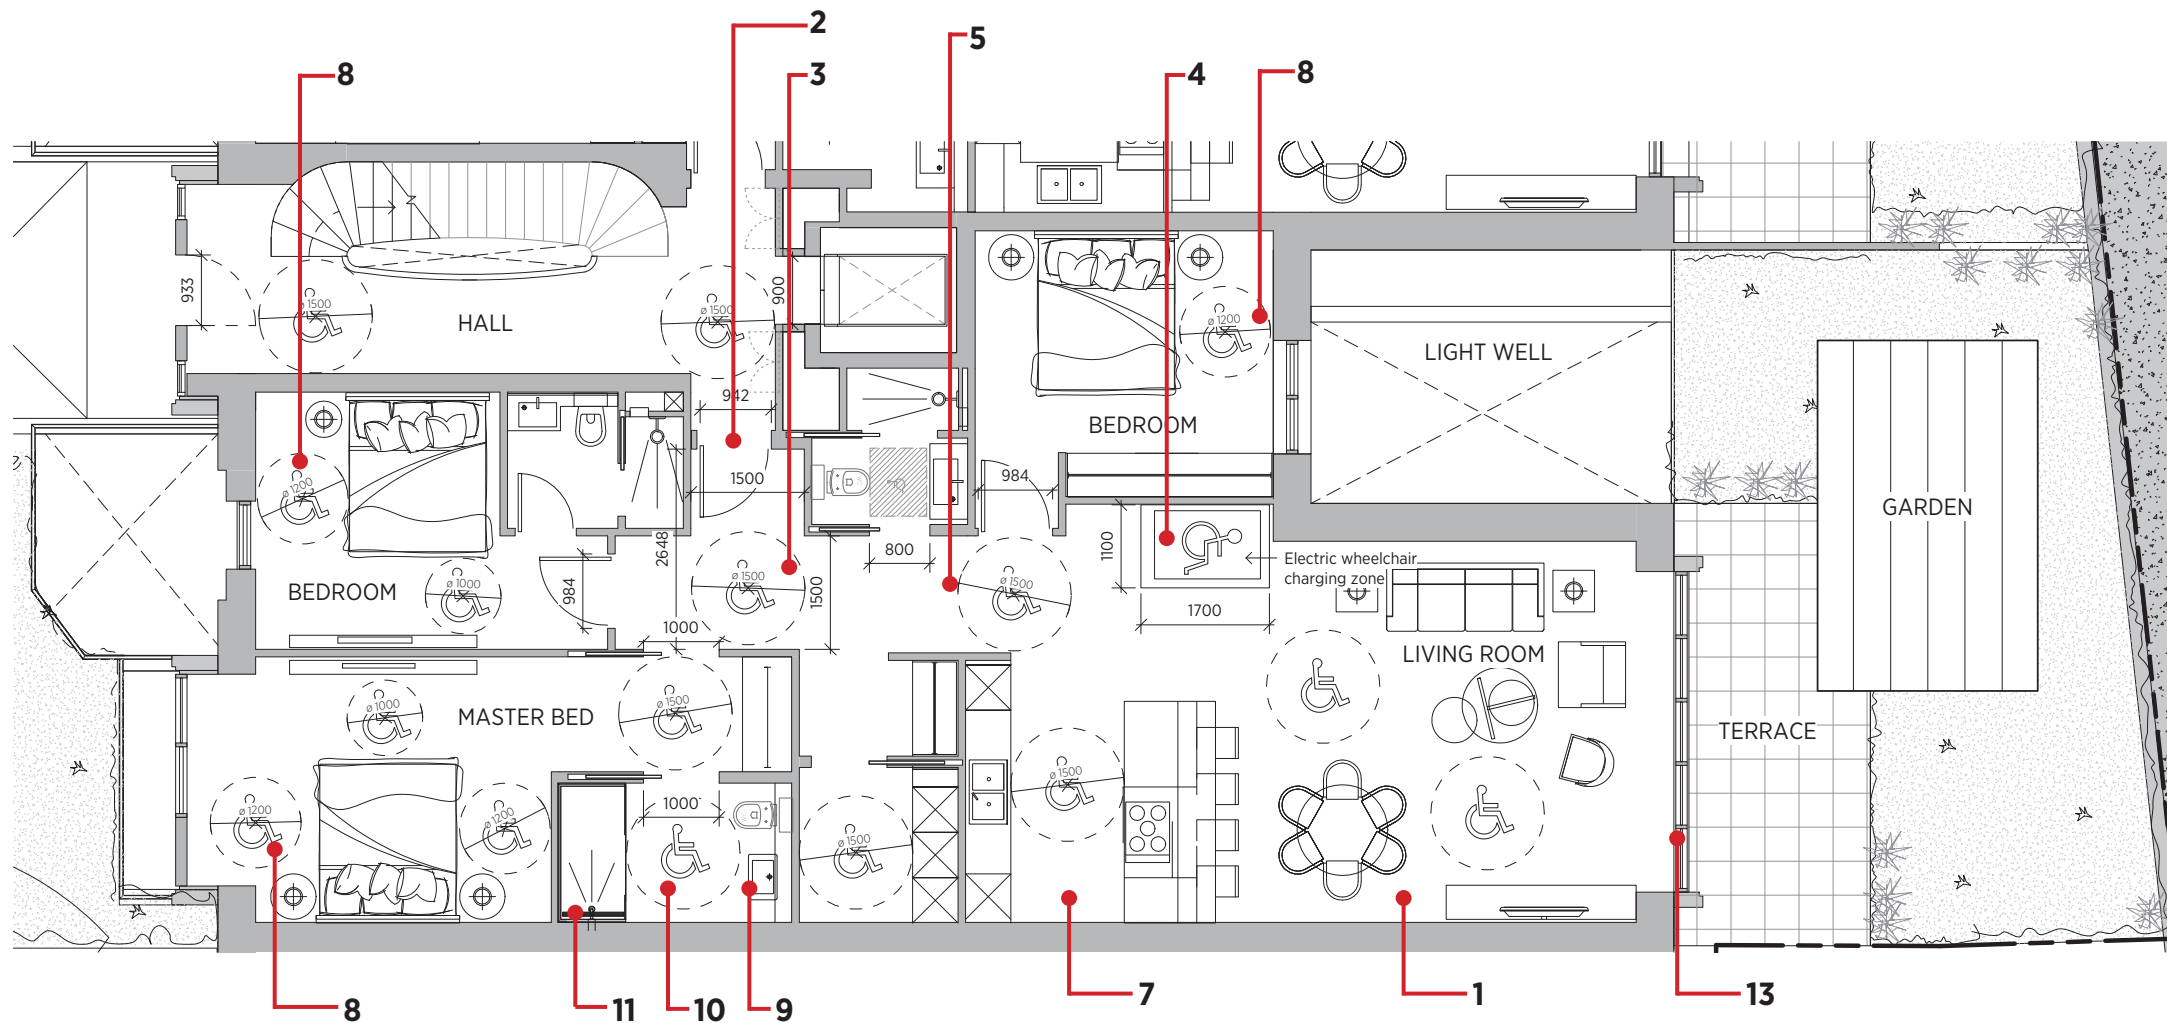 2
5
3
8
4
8
933
ø 1500
HALL
ø 1500
900
ø 1200
LIGHT WELL
942
BEDROOM
ø 1200
1500
984
GARDEN
2648
800
1100
Electric wheelchair
charging zone
BEDROOM
ø 1000
984
ø 1500
1500
ø 1500
1700
1000
LIVING ROOM
ø 1000
MASTER BED
ø 1500
TERRACE
ø 1500
ø 1200
ø 1200
1000
ø 1500
8
11
10
9
7
1
13